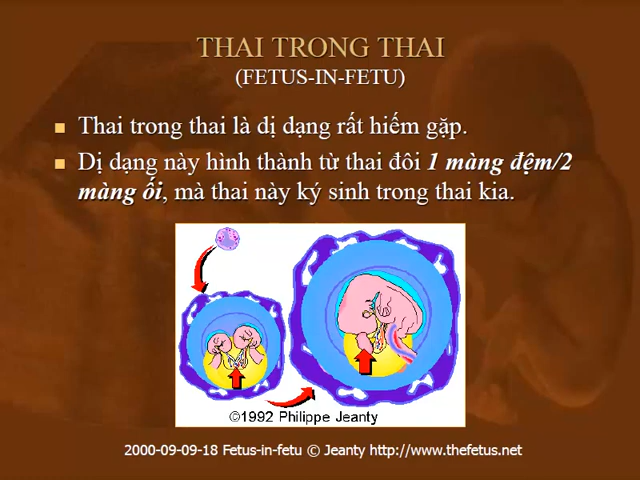 THAI TRONG THAI
(FETUS-IN-FETU)
Thai trong thai là dị dạng rất hiếm gặp.
Dị dạng này hình thành từ thai đôi 1 màng đệm/2
màng ối, mà thai này ký sinh trong thai kia.
©1992 Philippe Jeanty
2000-09-09-18 Fetus-in-fetu © Jeanty http://www.thefetus.net